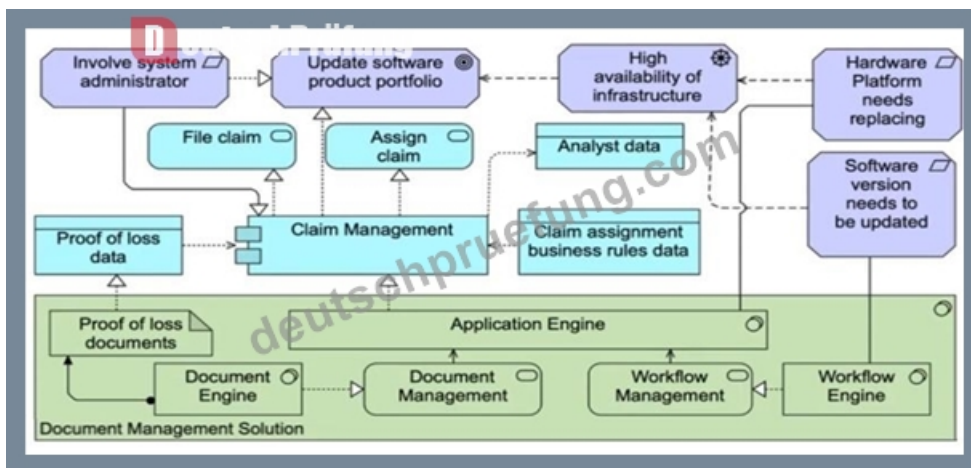 DeutschPrüfung
Involve system
administrator
Update software
product portfolio
High
availability of
infrastructure
Hardware
Platform
needs
replacing
File claim
Assign
claim
Analyst data
Software
version
needs to
be updated
Proof of loss
data
Claim Management
Claim assignment
business rules data
deutschpruefung.com
Proof of loss
documents
Application Engine
Document
Engine
Document
Management
Workflow
Management
Workflow
Engine
Document Management Solution